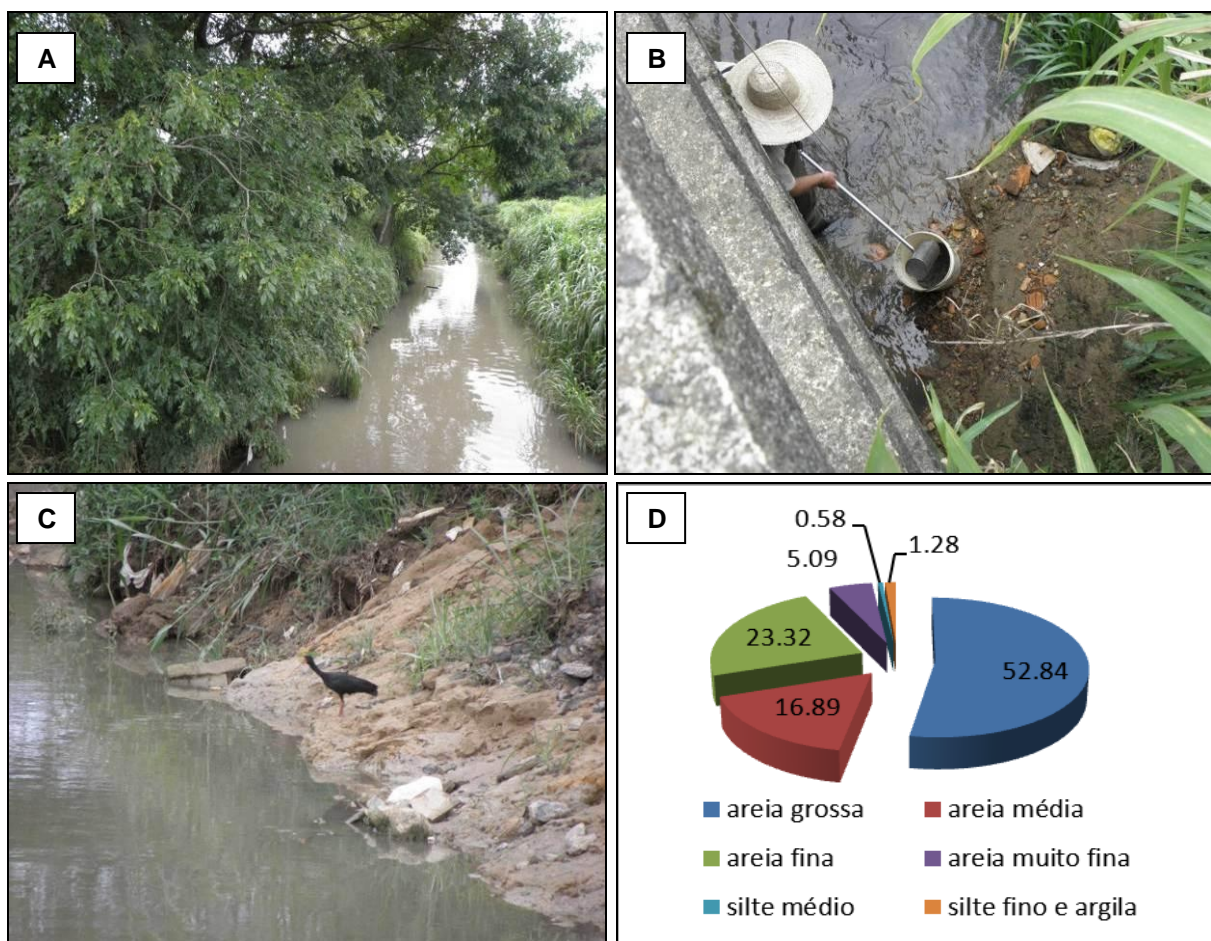 A
B
C
D
0.58
1.28
5.09
23.32
52.84
16.89
areia grossa
areia média
areia fina
areia muito fina
silte médio
silte fino e argila